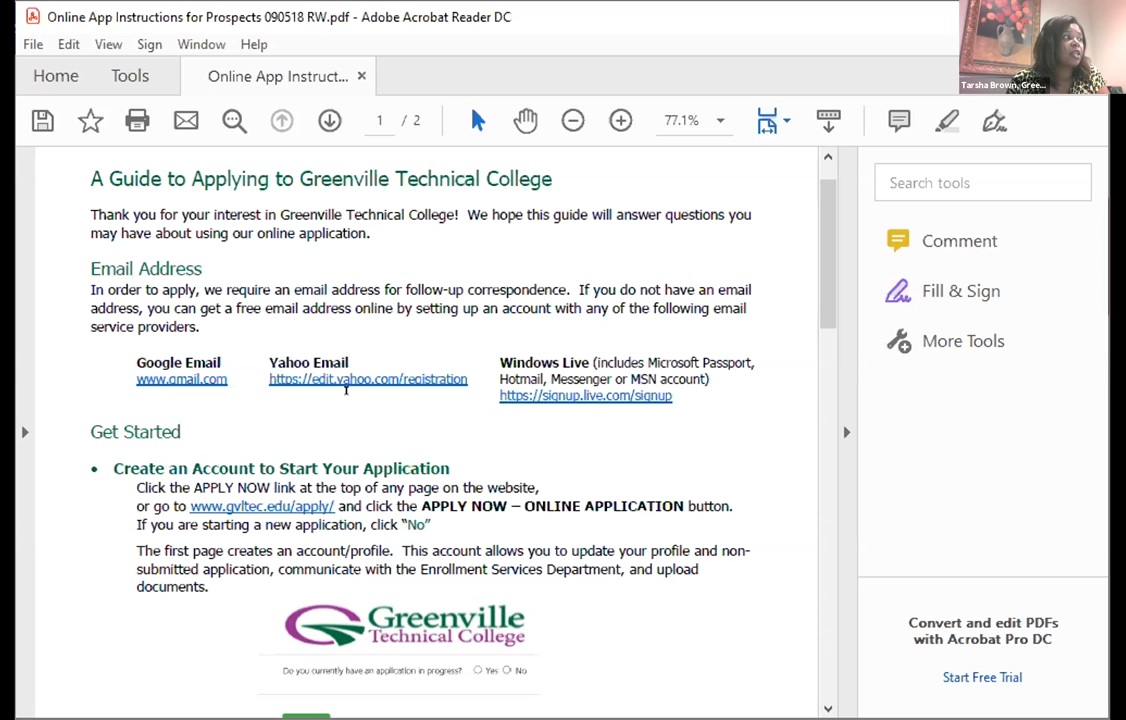 Online App Instructions for Prospects 090518 RW.pdf - Adobe Acrobat Reader DC
File Edit View Sign Window Help
Home Tools Online App Instruct... ×
1 / 2 77.1%
Tarsha Brown, Gree...
A Guide to Applying to Greenville Technical College
Thank you for your interest in Greenville Technical College! We hope this guide will answer questions you
may have about using our online application.
Email Address
In order to apply, we require an email address for follow-up correspondence. If you do not have an email
address, you can get a free email address online by setting up an account with any of the following email
service providers.
Google Email
www.gmail.com
Yahoo Email
https://edit.yahoo.com/registration
Windows Live (includes Microsoft Passport,
Hotmail, Messenger or MSN account)
https://signup.live.com/signup
Get Started
• Create an Account to Start Your Application
Click the APPLY NOW link at the top of any page on the website,
or go to www.gvltec.edu/apply/ and click the APPLY NOW – ONLINE APPLICATION button.
If you are starting a new application, click "No"
The first page creates an account/profile. This account allows you to update your profile and non-
submitted application, communicate with the Enrollment Services Department, and upload
documents.
Greenville
Technical College
Do you currently have an application in progress? Yes No
Search tools
Comment
Fill & Sign
More Tools
Convert and edit PDFs
with Acrobat Pro DC
Start Free Trial